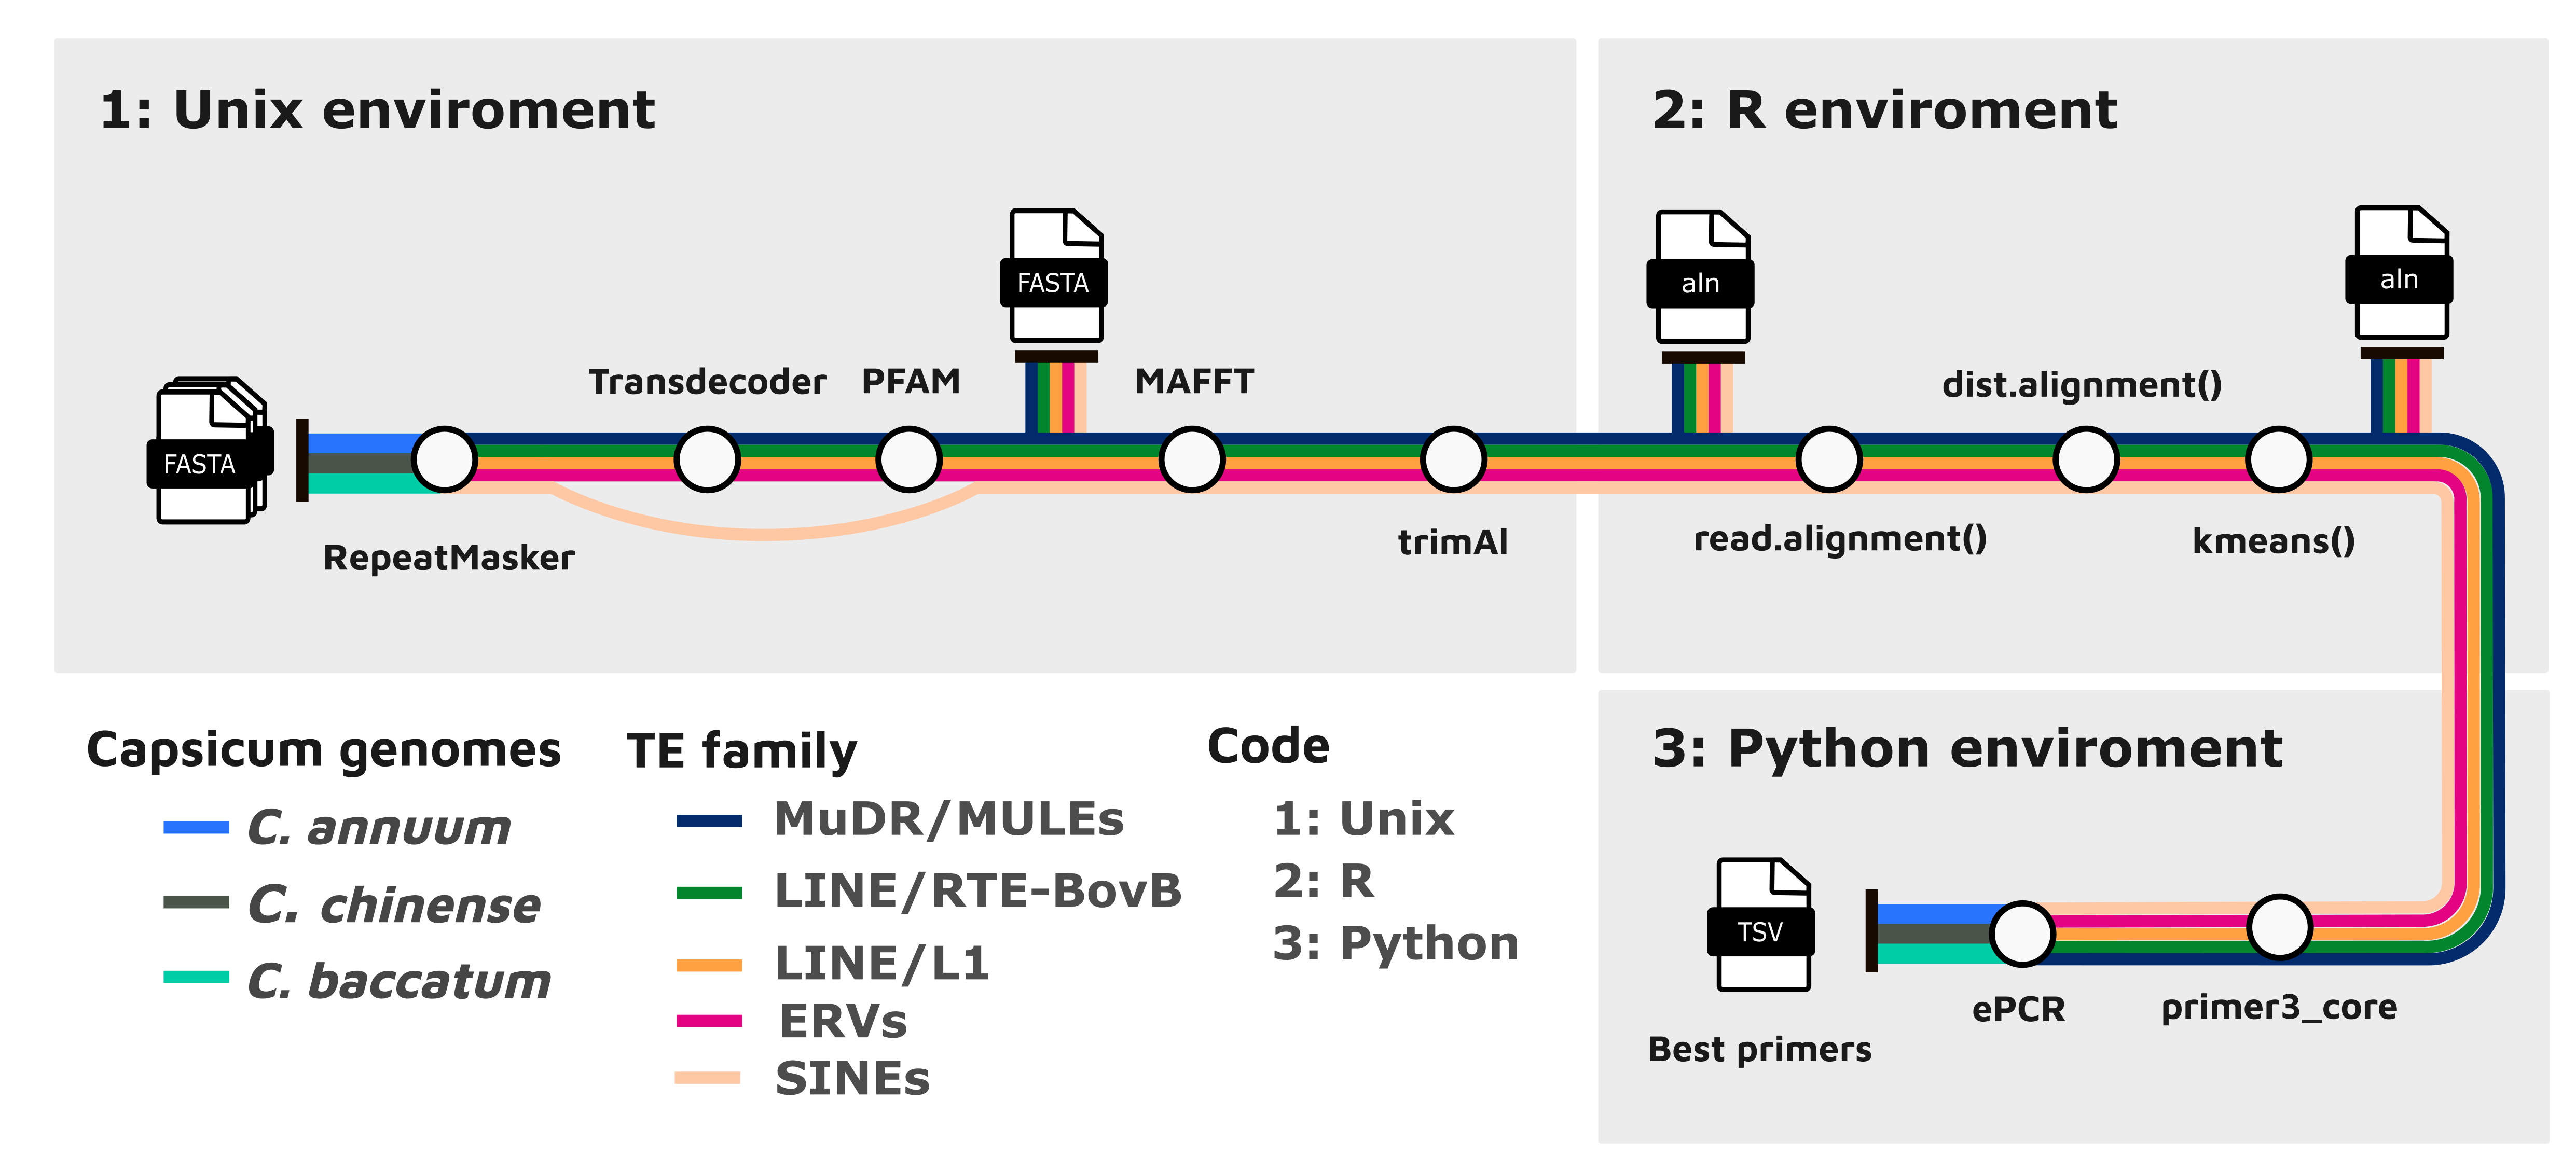 1: Unix enviroment
FASTA
RepeatMasker
Transdecoder
PFAM
FASTA
MAFFT
trimAl
2: R enviroment
aln
read.alignment()
dist.alignment()
kmeans()
aln
3: Python enviroment
TSV
Best primers
ePCR
primer3_core
Capsicum genomes
C. annuum
C. chinense
C. baccatum
TE family
MuDR/MULEs
LINE/RTE-BovB
LINE/L1
ERVs
SINEs
Code
1: Unix
2: R
3: Python